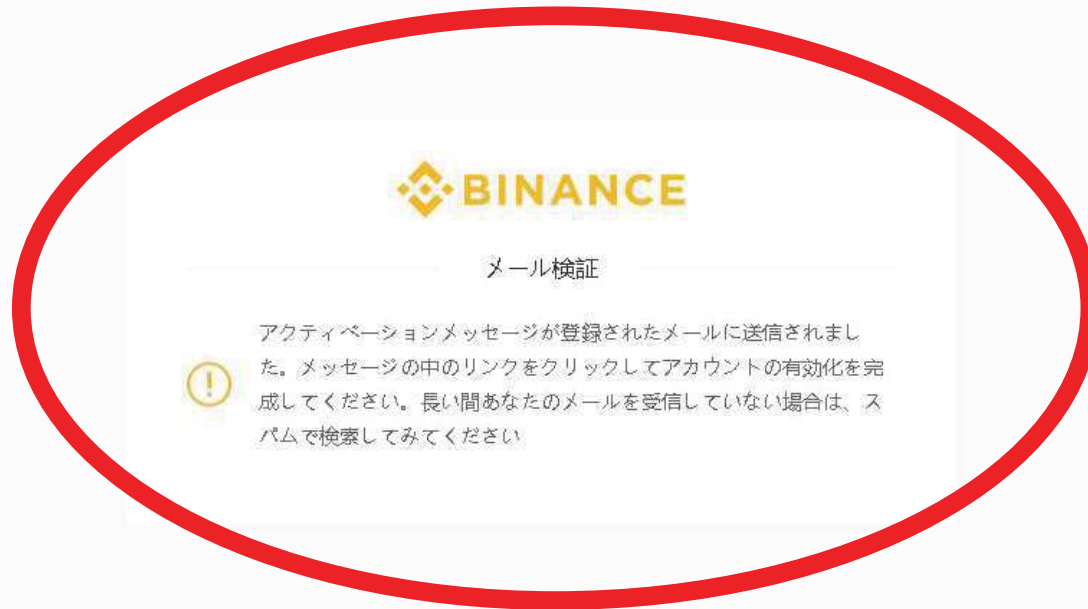 BINANCE
メール検証
アクティベーションメッセージが登録されたメールに送信されまし
た。メッセージの中のリンクをクリックしてアカウントの有効化を完
成してください。長い間あなたのメールを受信していない場合は、ス
パムで検索してみてください